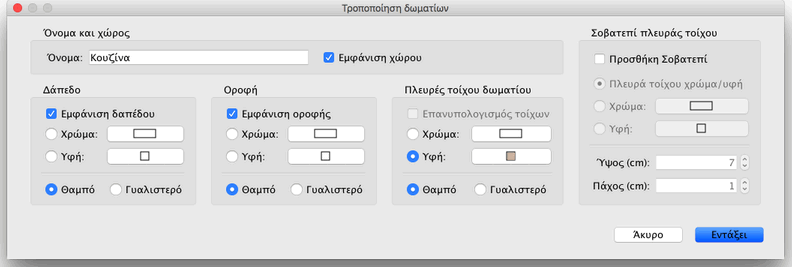 Τροποποίηση δωματίων
Όνομα και χώρος
Όνομα: Κουζίνα
Εμφάνιση χώρου
Δάπεδο
Εμφάνιση δαπέδου
Χρώμα:
Υφή:
Θαμπό Γυαλιστερό
Οροφή
Εμφάνιση οροφής
Χρώμα:
Υφή:
Θαμπό Γυαλιστερό
Πλευρές τοίχου δωματίου
Επανυπολογισμός τοίχων
Χρώμα:
Υφή:
Θαμπό Γυαλιστερό
Σοβατεπί πλευράς τοίχου
Προσθήκη Σοβατεπί
Πλευρά τοίχου χρώμα/υφή
Χρώμα:
Υφή:
Ύψος (cm): 7
Πάχος (cm): 1
Άκυρο Εντάξει